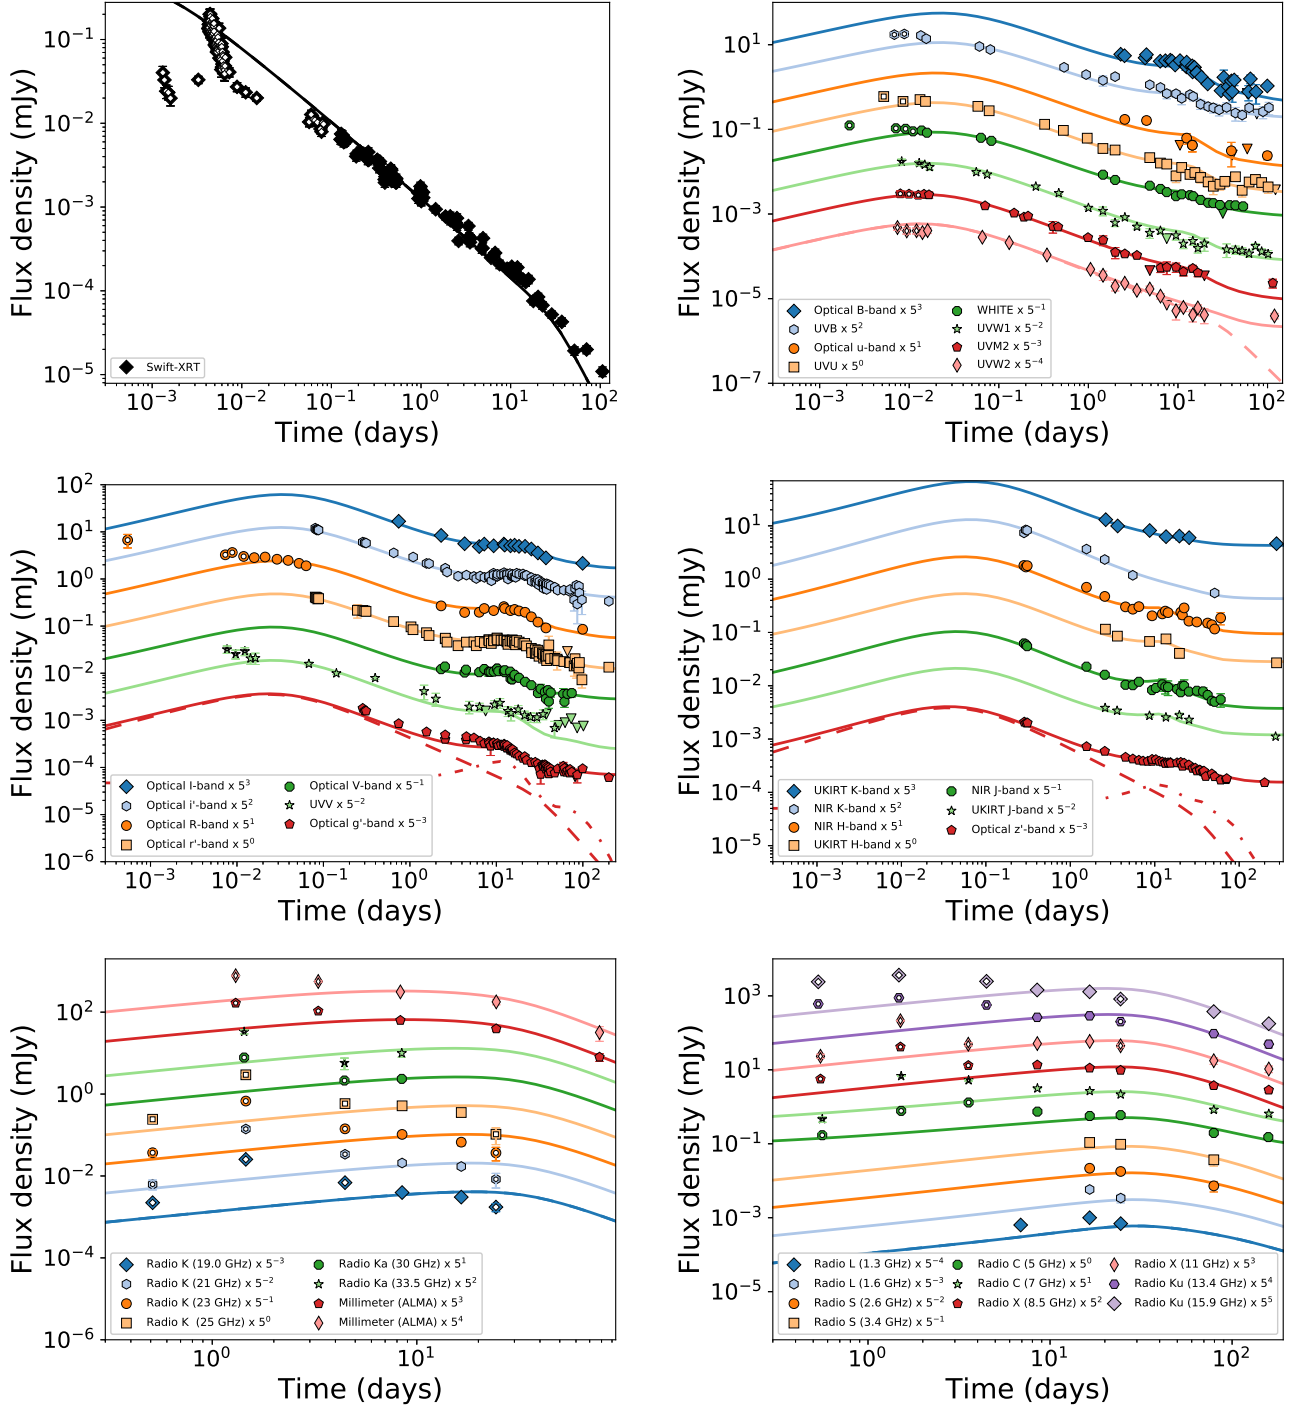 10⁻¹
10⁻²
10⁻³
10⁻⁴
10⁻⁵
Flux density (mJy)
Swift-XRT
10⁻³ 10⁻² 10⁻¹ 10⁰ 10¹ 10²
Time (days)
10¹
10⁻¹
10⁻³
10⁻⁵
10⁻⁷
Flux density (mJy)
Optical B-band x 5³ WHITE x 5⁻¹
UVB x 5² UVW1 x 5⁻²
Optical u-band x 5¹ UVM2 x 5⁻³
UVU x 5⁰ UVW2 x 5⁻⁴
10⁻³ 10⁻² 10⁻¹ 10⁰ 10¹ 10²
Time (days)
10²
10¹
10⁰
10⁻¹
10⁻²
10⁻³
10⁻⁴
10⁻⁵
10⁻⁶
Flux density (mJy)
Optical I-band x 5³ Optical V-band x 5⁻¹
Optical i'-band x 5² UVV x 5⁻²
Optical R-band x 5¹ Optical g'-band x 5⁻³
Optical r'-band x 5⁰
10⁻³ 10⁻² 10⁻¹ 10⁰ 10¹ 10²
Time (days)
10¹
10⁰
10⁻¹
10⁻²
10⁻³
10⁻⁴
10⁻⁵
Flux density (mJy)
UKIRT K-band x 5³ NIR J-band x 5⁻¹
NIR K-band x 5² UKIRT J-band x 5⁻²
NIR H-band x 5¹ Optical z'-band x 5⁻³
UKIRT H-band x 5⁰
10⁻³ 10⁻² 10⁻¹ 10⁰ 10¹ 10²
Time (days)
10²
10⁰
10⁻²
10⁻⁴
10⁻⁶
Flux density (mJy)
Radio K (19.0 GHz) x 5⁻³ Radio Ka (30 GHz) x 5¹
Radio K (21 GHz) x 5⁻² Radio Ka (33.5 GHz) x 5²
Radio K (23 GHz) x 5⁻¹ Millimeter (ALMA) x 5³
Radio K (25 GHz) x 5⁰ Millimeter (ALMA) x 5⁴
10⁰ 10¹
Time (days)
10³
10¹
10⁻¹
10⁻³
10⁻⁵
Flux density (mJy)
Radio L (1.3 GHz) x 5⁻⁴ Radio C (5 GHz) x 5⁰ Radio X (11 GHz) x 5³
Radio L (1.6 GHz) x 5⁻³ Radio C (7 GHz) x 5¹ Radio Ku (13.4 GHz) x 5⁴
Radio S (2.6 GHz) x 5⁻² Radio X (8.5 GHz) x 5² Radio Ku (15.9 GHz) x 5⁵
Radio S (3.4 GHz) x 5⁻¹
10⁰ 10¹ 10²
Time (days)